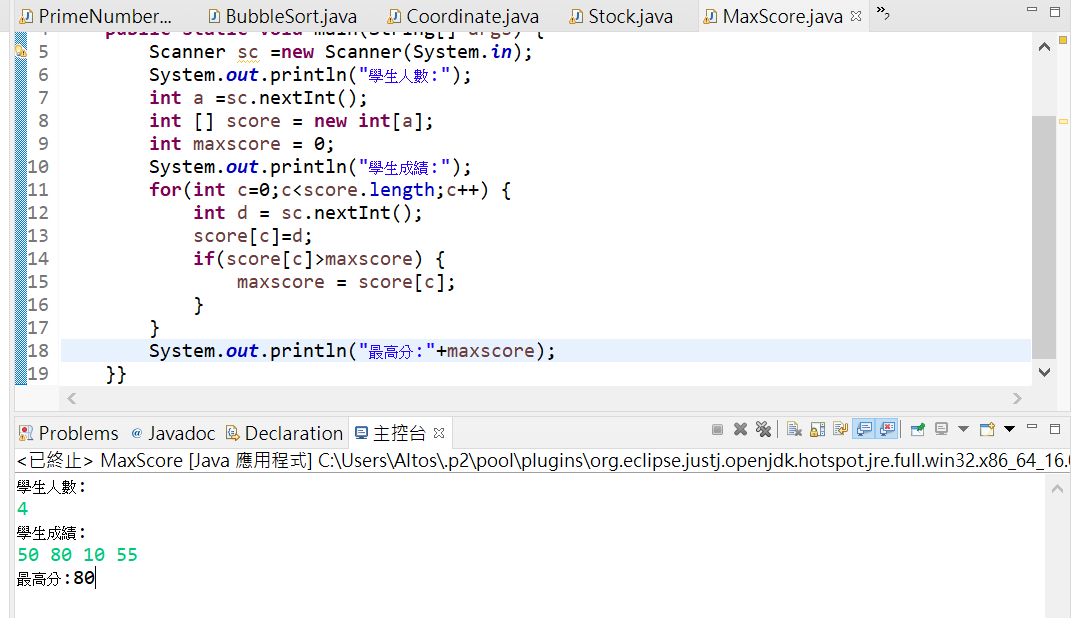 PrimeNumber... BubbleSort.java Coordinate.java Stock.java MaxScore.java »2
4 public static void main(String[] args) {
5 Scanner sc =new Scanner(System.in);
6 System.out.println("學生人數:");
7 int a =sc.nextInt();
8 int [] score = new int[a];
9 int maxscore = 0;
10 System.out.println("學生成績:");
11 for(int c=0;c<score.length;c++) {
12 int d = sc.nextInt();
13 score[c]=d;
14 if(score[c]>maxscore) {
15 maxscore = score[c];
16 }
17 }
18 System.out.println("最高分:"+maxscore);
19 }}
Problems @ Javadoc Declaration 主控台
<已終止> MaxScore [Java 應用程式] C:\Users\Altos\.p2\pool\plugins\org.eclipse.justj.openjdk.hotspot.jre.full.win32.x86_64_16.0
學生人數:
4
學生成績:
50 80 10 55
最高分:80